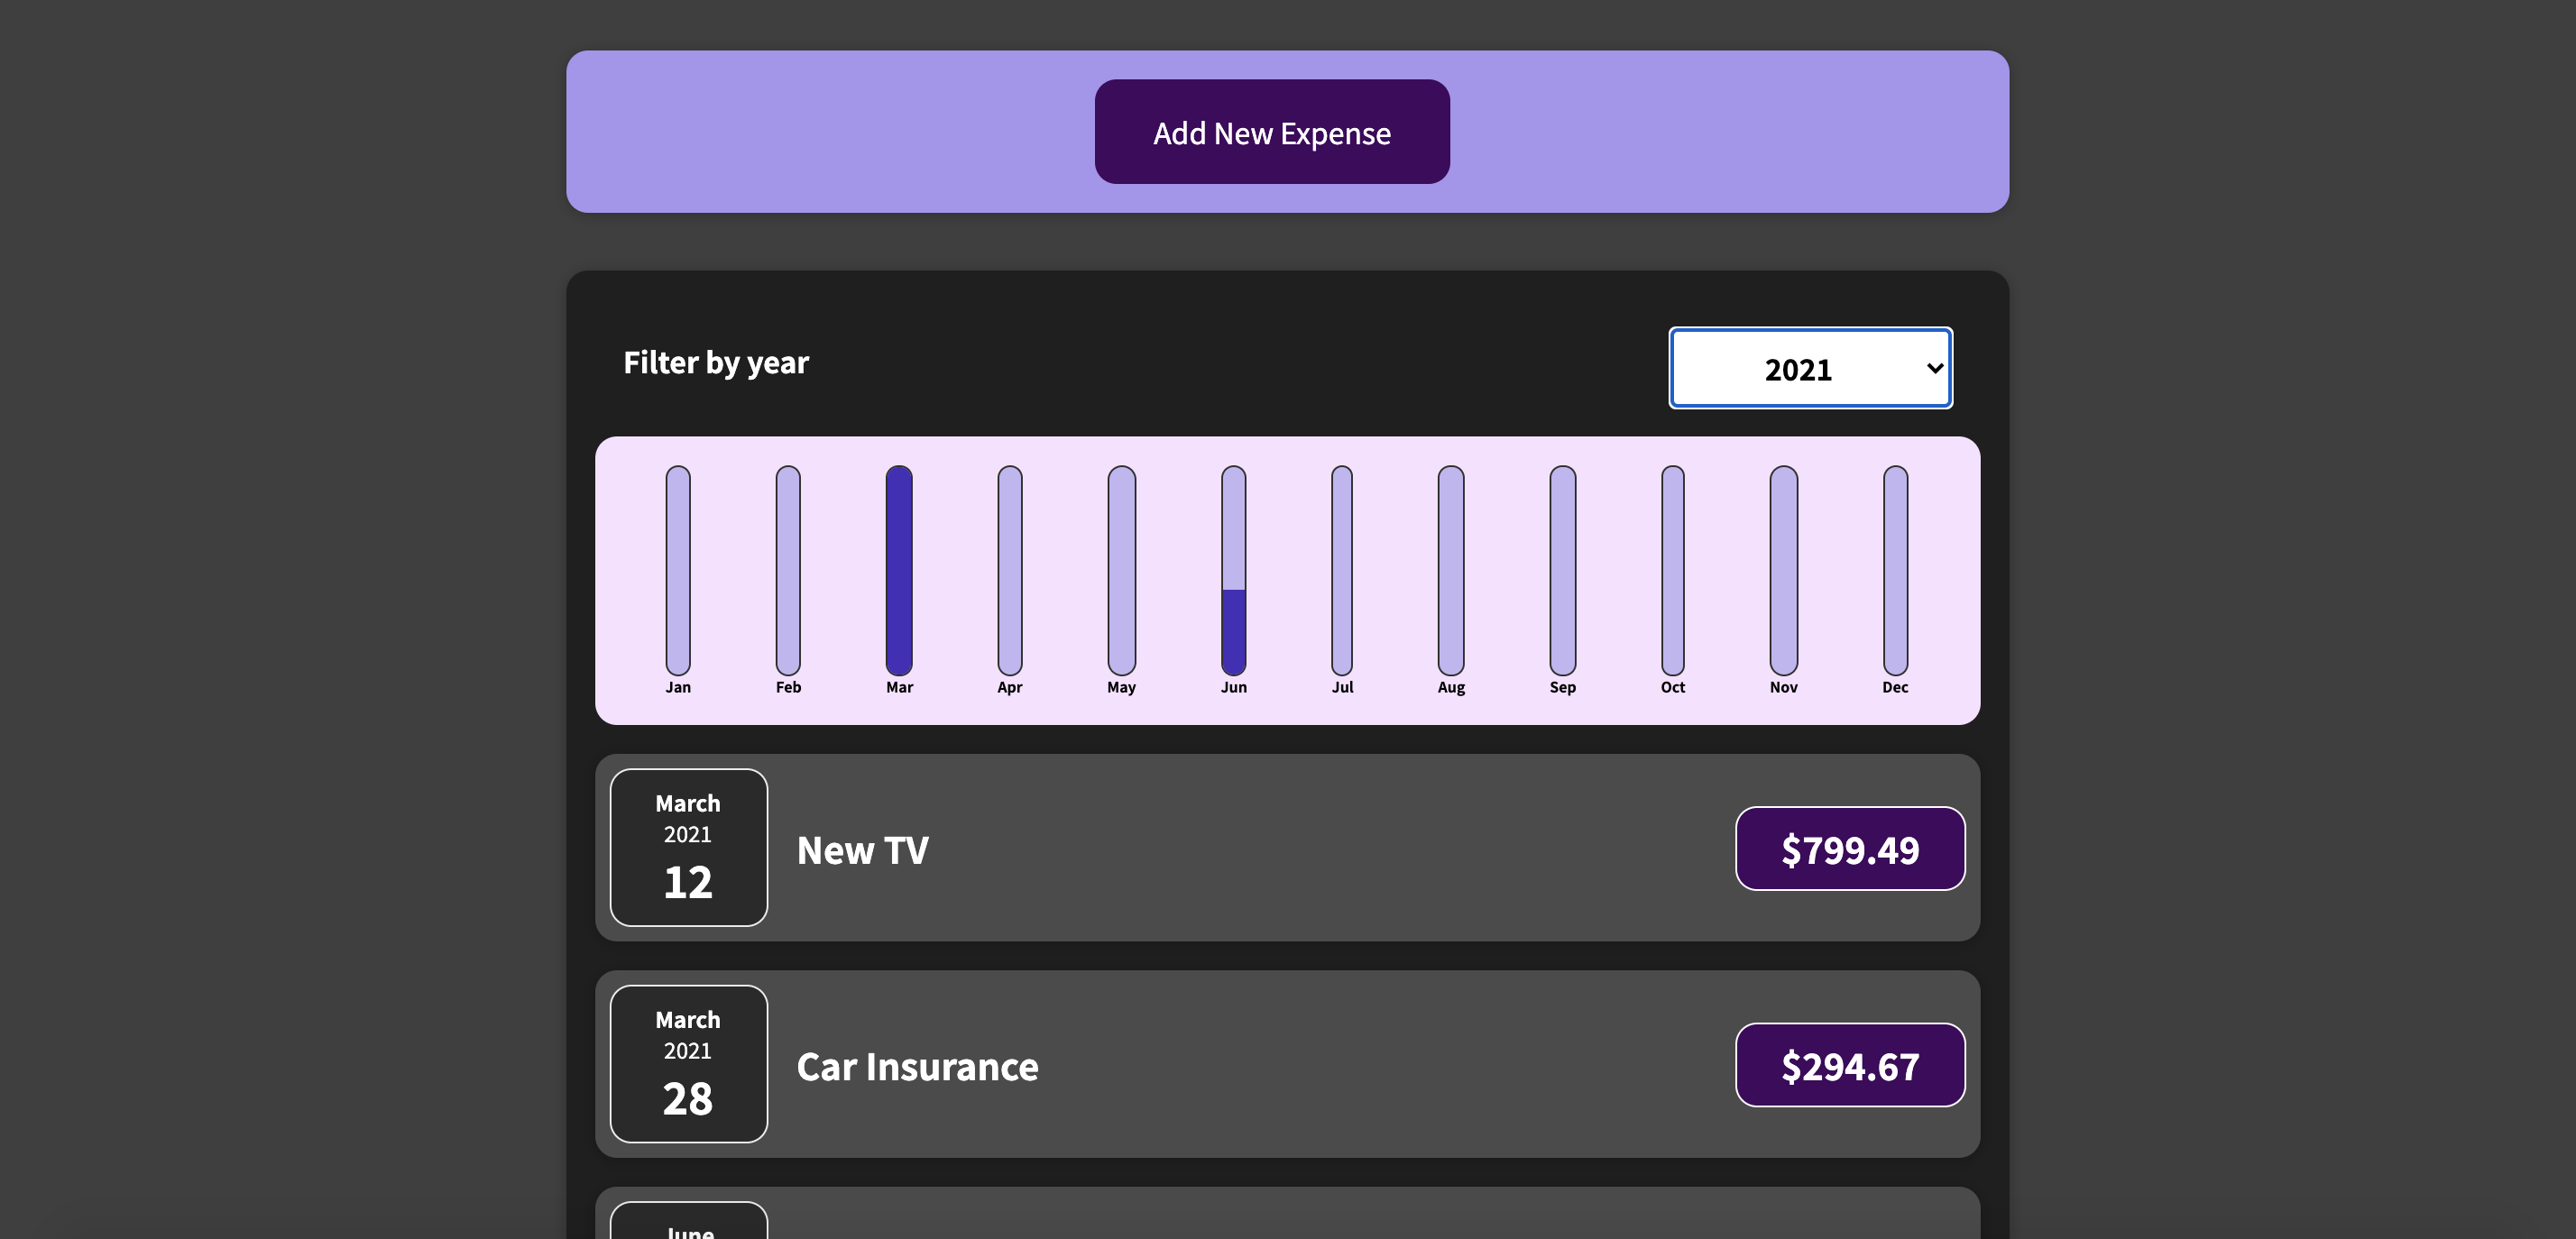 Add New Expense
Filter by year
2021
Jan Feb Mar Apr May Jun Jul Aug Sep Oct Nov Dec
March
2021
12
New TV
$799.49
March
2021
28
Car Insurance
$294.67
June